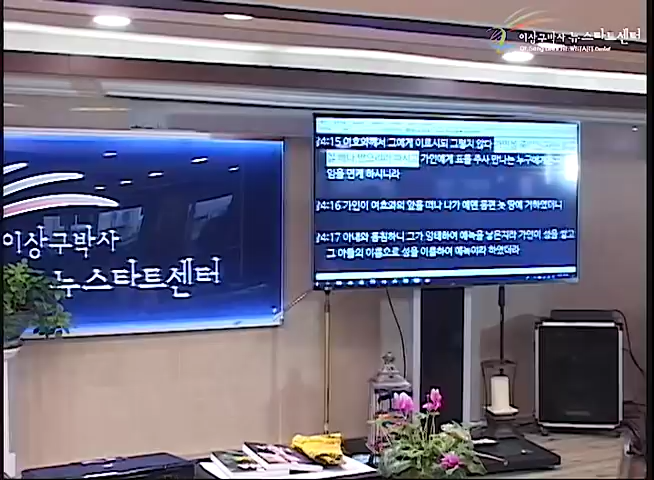 이상구박사 뉴스타트센터
4:15 여호와께서 그에게 이르시되 그렇지 않다
가인에게 표를 주사 만나는 누구에게든
임을 면케 하시니라
4:16 가인이 여호와의 앞을 떠나 나가 에덴 동편 놋 땅에 거하였더니
4:17 아내와 동침하니 그가 잉태하여 에녹을 낳은지라 가인이 성을 쌓고
그 아들의 이름으로 성을 이름하여 에녹이라 하였더라
이상구박사
뉴스타트센터